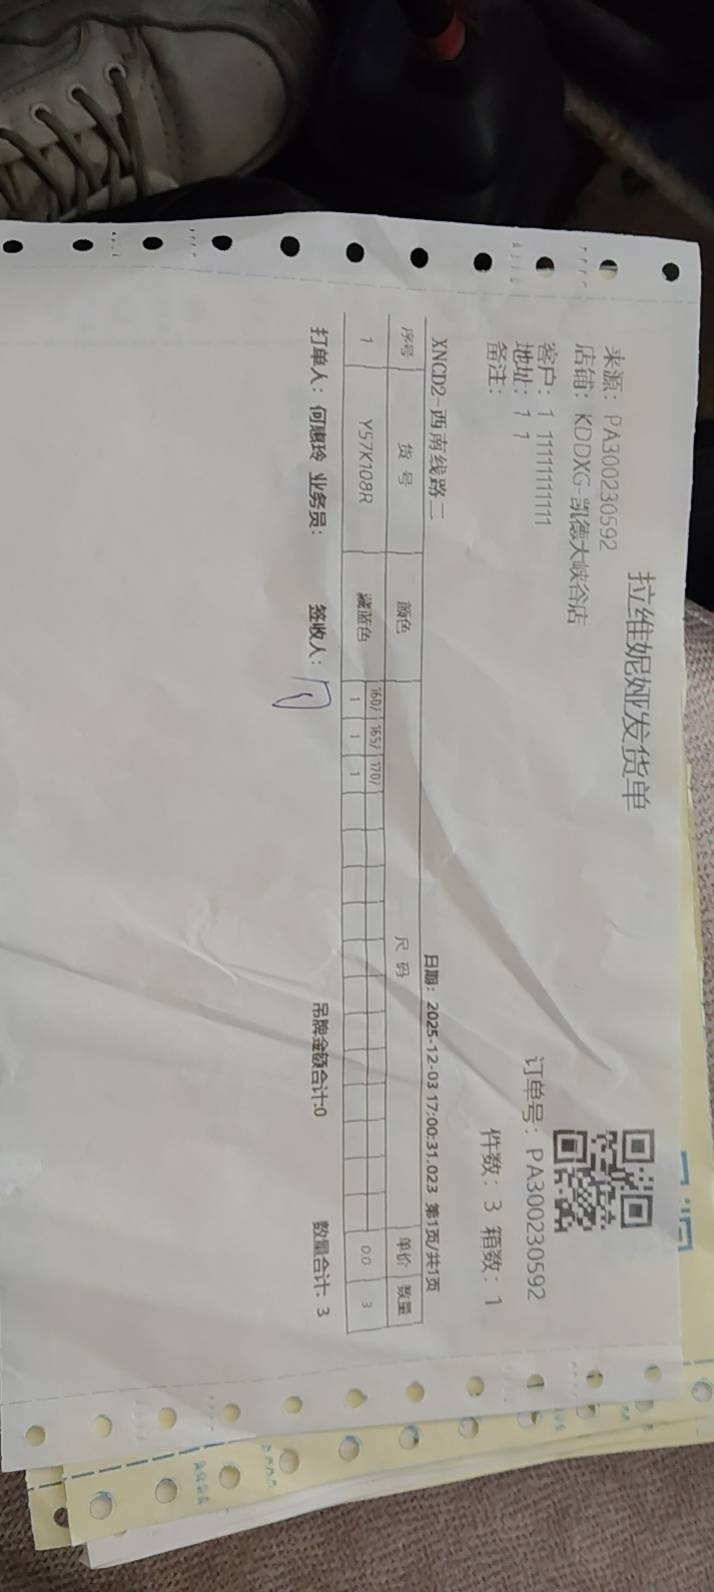 拉维妮娅发货单
来源：PA300230592
店铺：KDDXG-凯德大峡谷店
订单号：PA300230592
客户：1 11111111111
地址：1 1
件数：3 箱数：1
备注：
XNCD2-西南线路二 日期：2025-12-03 17:00:31.023 第1页/共1页
序号 货号 颜色 尺码 单价 数量
160/ 165/ 170/
1 Y57K108R 藏蓝色 1 1 1 0.0 3
打单人：何惠玲 业务员： 签收人： 吊牌金额合计:0 数量合计: 3